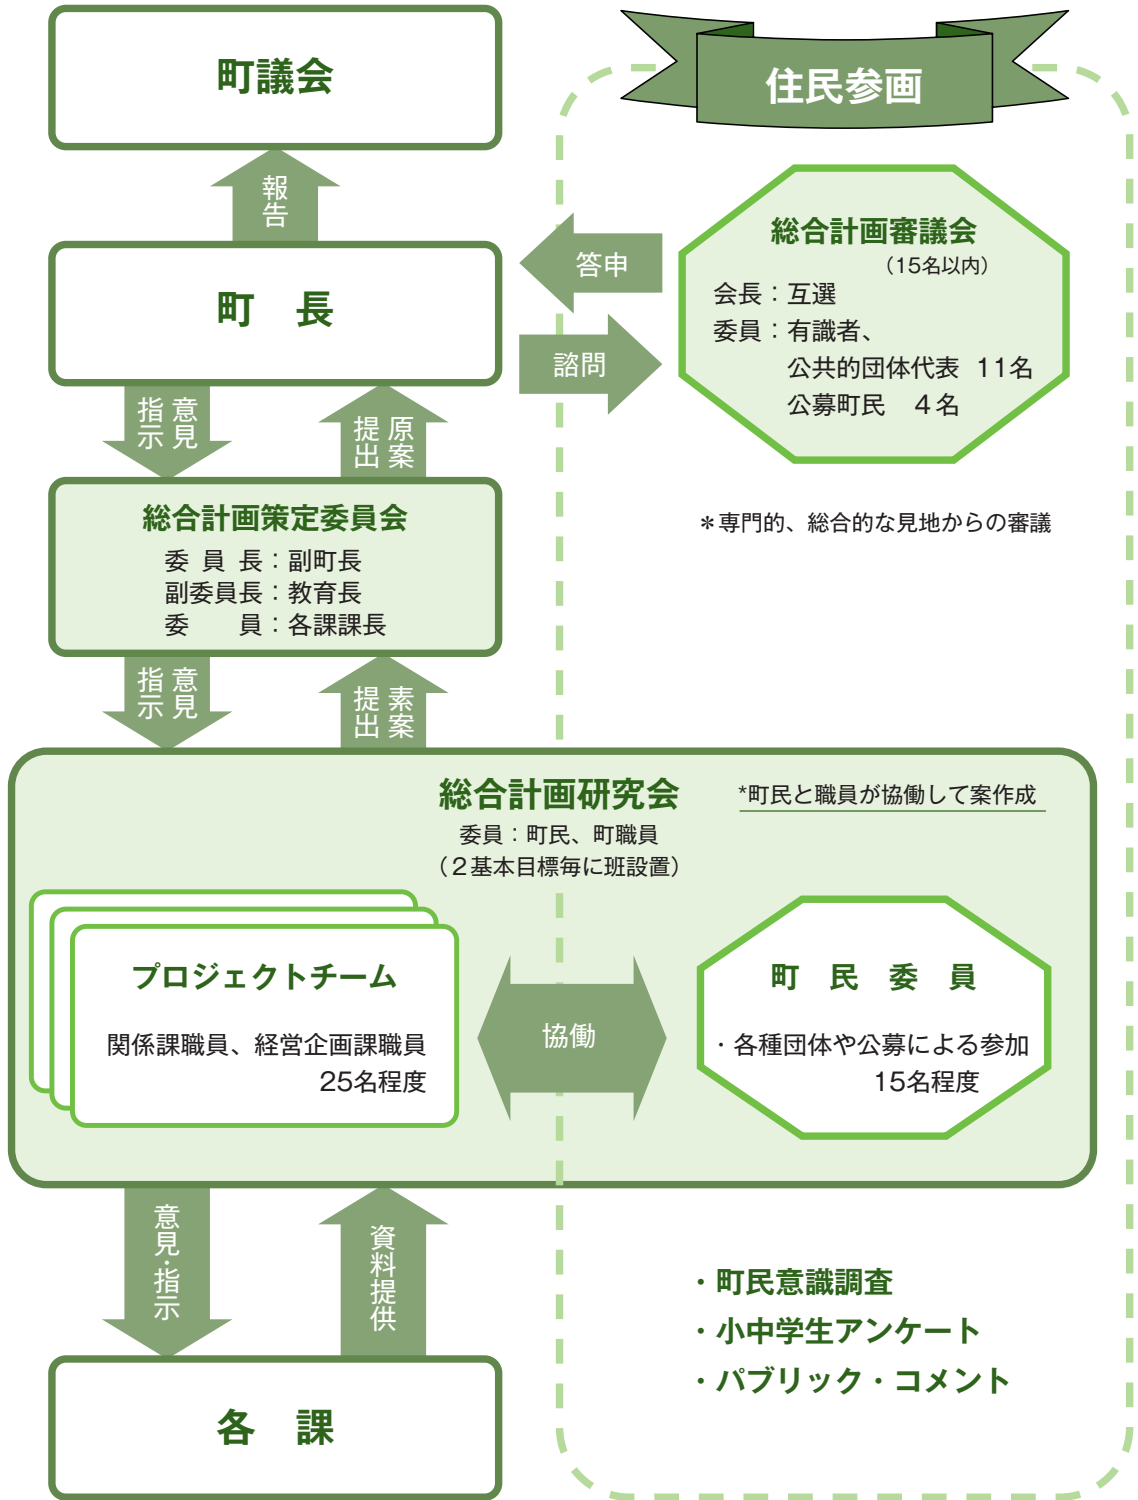 町議会
住民参画
報告
総合計画審議会
（15名以内）
会長：互選
委員：有識者、
公共的団体代表 11名
公募町民　４名
答申
町　長
諮問
意見
指示
原案
提出
総合計画策定委員会
委 員 長：副町長
副委員長：教育長
委　　員：各課課長
＊専門的、総合的な見地からの審議
意見
指示
素案
提出
総合計画研究会
*町民と職員が協働して案作成
委員：町民、町職員
（２基本目標毎に班設置）
プロジェクトチーム
関係課職員、経営企画課職員
25名程度
協働
町 民 委 員
・各種団体や公募による参加
15名程度
意見・指示
資料提供
・町民意識調査
・小中学生アンケート
・パブリック・コメント
各　課